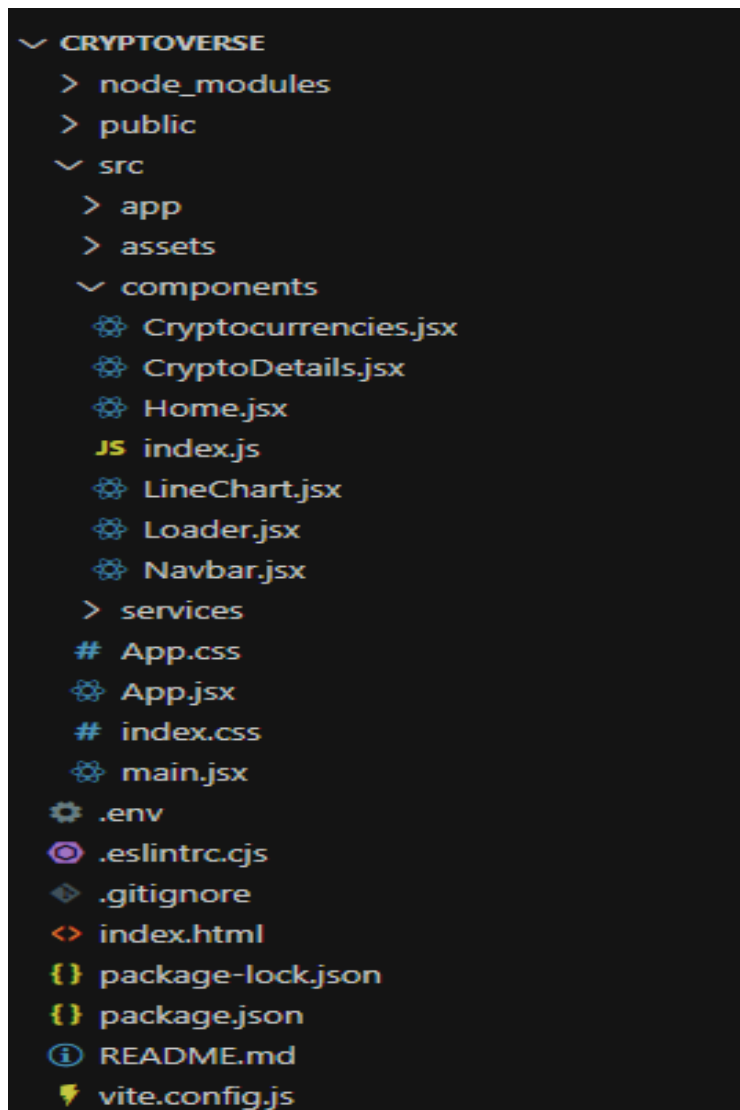 CRYPTOVERSE
node_modules
public
src
app
assets
components
Cryptocurrencies.jsx
CryptoDetails.jsx
Home.jsx
JS index.js
LineChart.jsx
Loader.jsx
Navbar.jsx
services
# App.css
App.jsx
# index.css
main.jsx
.env
.eslintrc.cjs
.gitignore
<> index.html
{} package-lock.json
{} package.json
README.md
vite.config.js